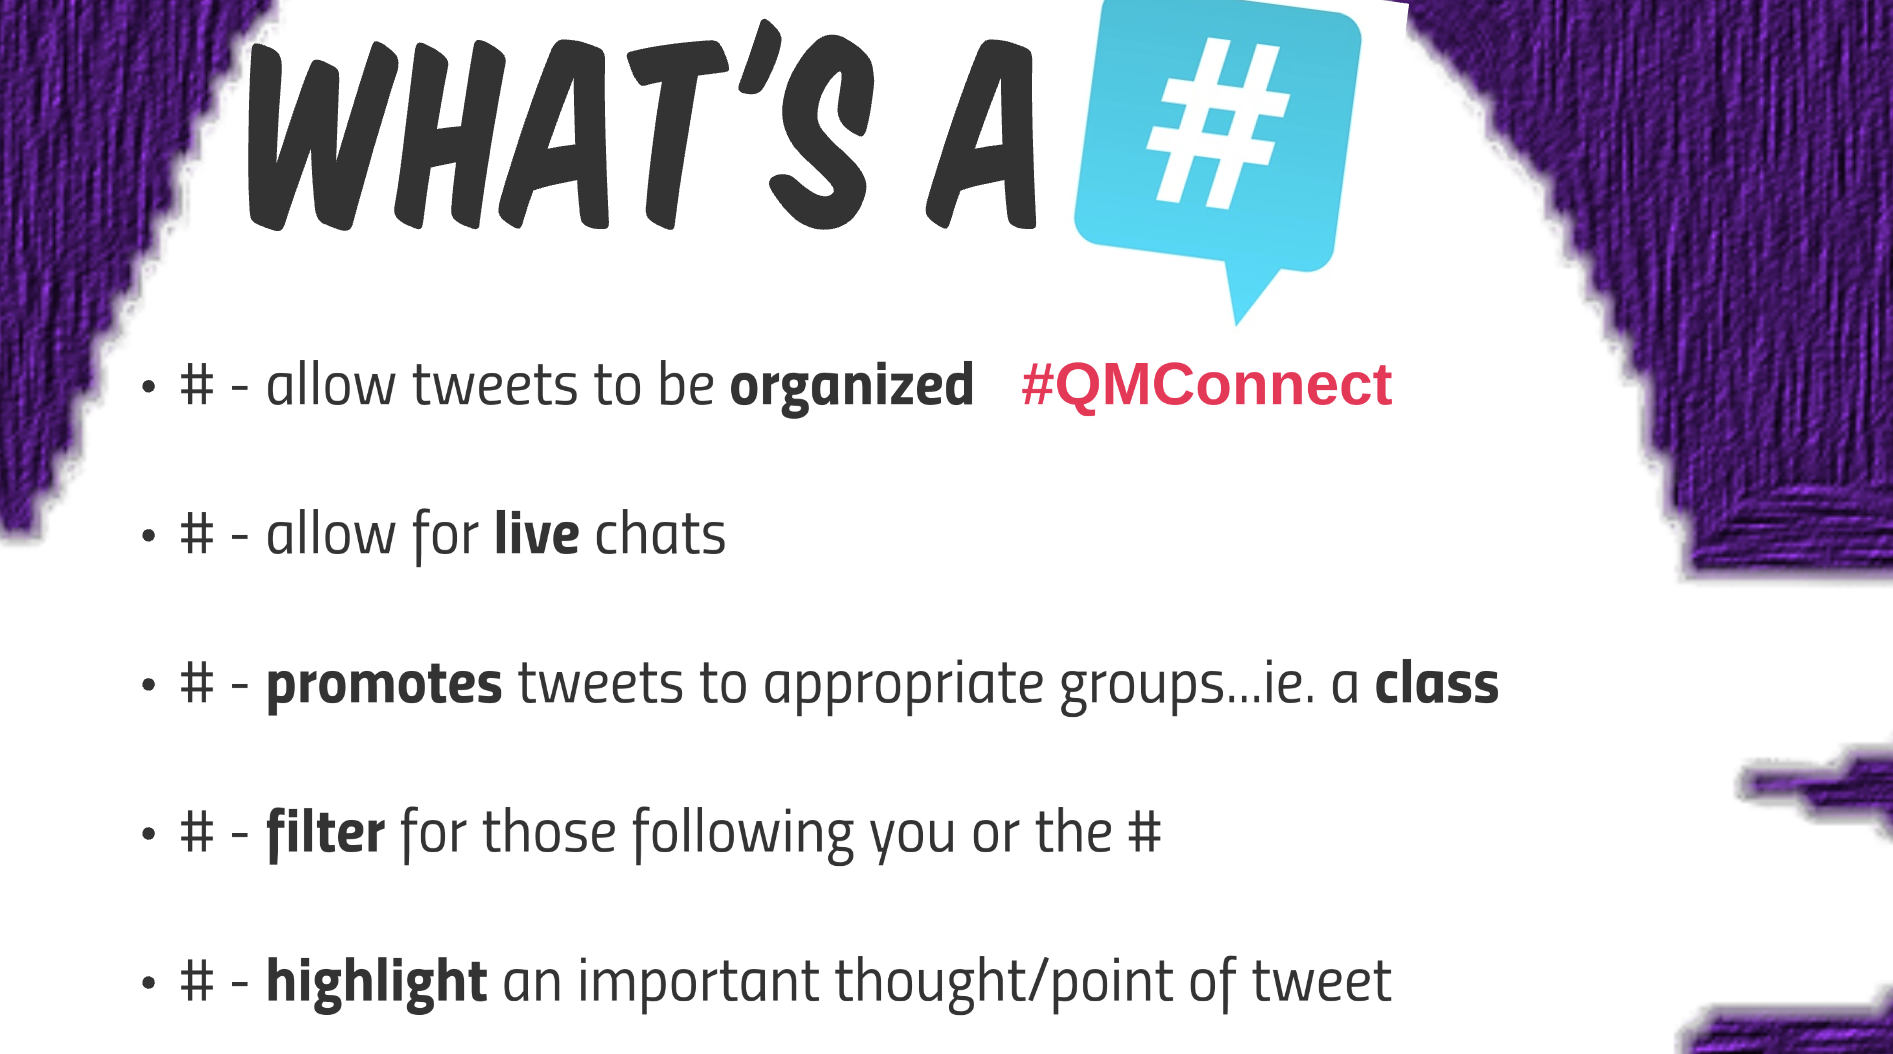 WHAT'S A #
• # - allow tweets to be organized #QMConnect
• # - allow for live chats
• # - promotes tweets to appropriate groups...ie. a class
• # - filter for those following you or the #
• # - highlight an important thought/point of tweet